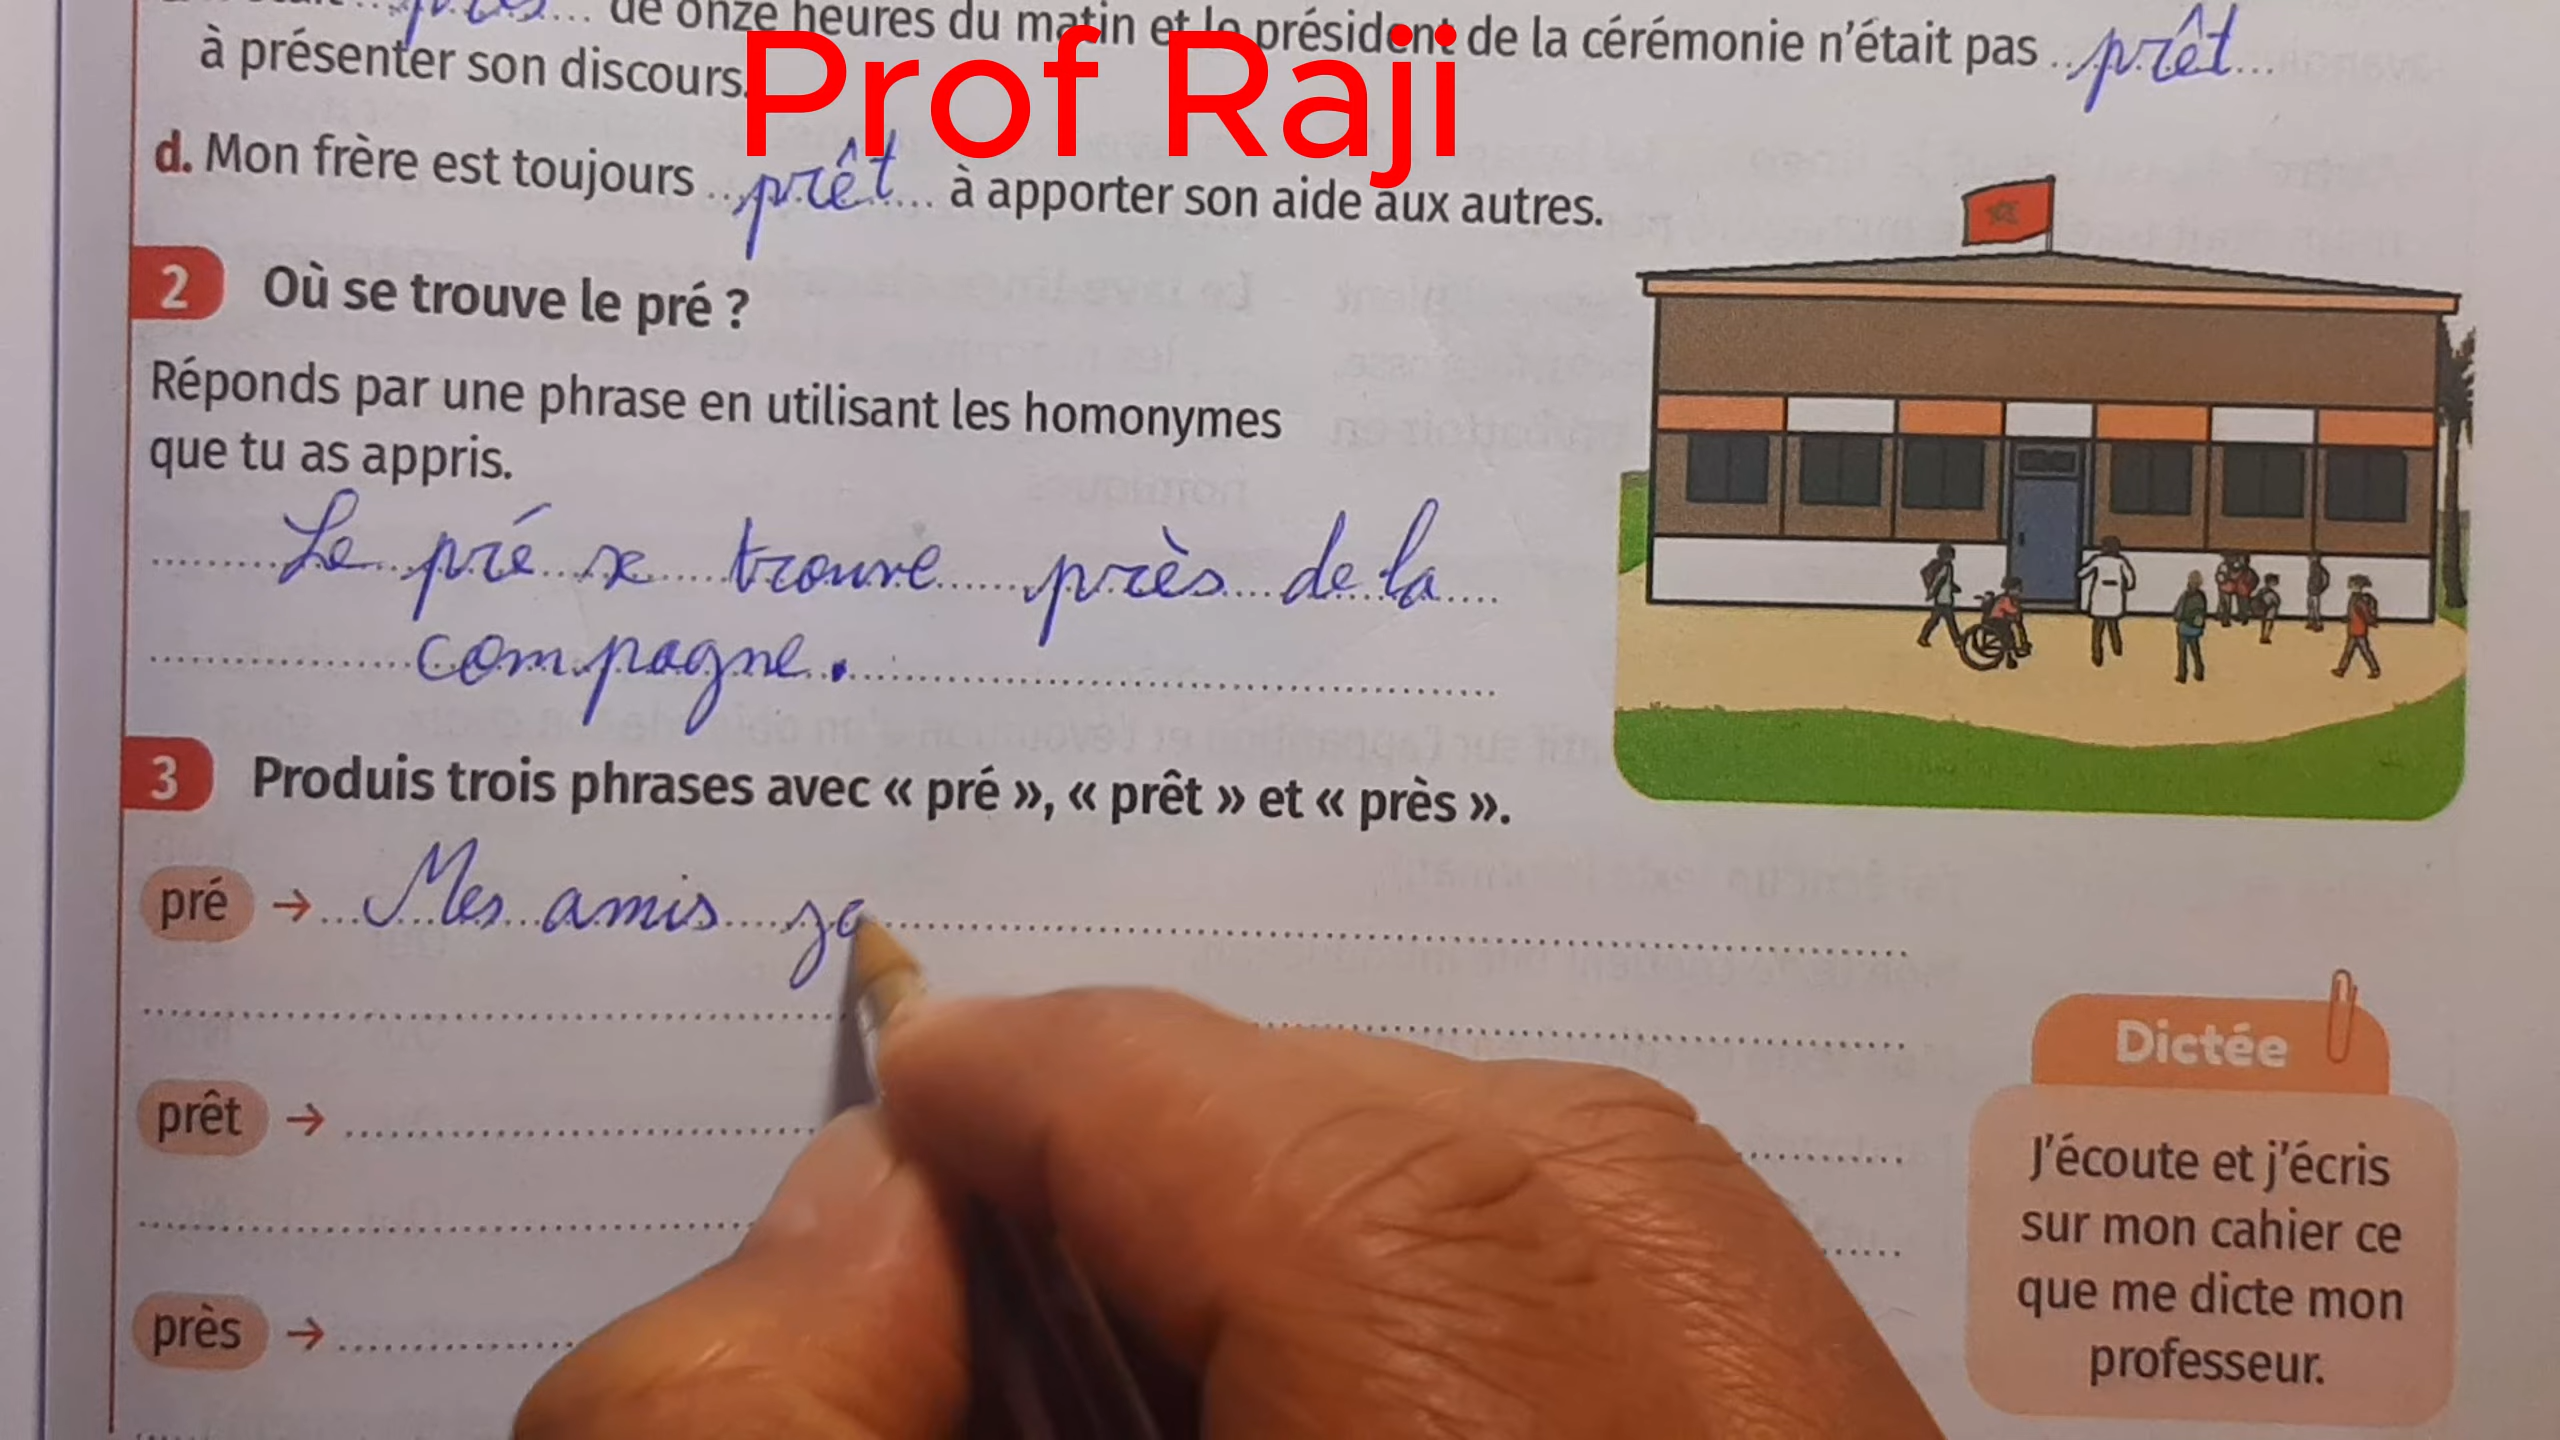 près de onze heures du matin et le président de la cérémonie n'était pas prêt
à présenter son discours.
Prof Raji
d. Mon frère est toujours prêt à apporter son aide aux autres.
2 Où se trouve le pré ?
Réponds par une phrase en utilisant les homonymes
que tu as appris.
Le pré se trouve près de la
compagne.
3 Produis trois phrases avec « pré », « prêt » et « près ».
pré → Mes amis
prêt →
près →
Dictée
J'écoute et j'écris
sur mon cahier ce
que me dicte mon
professeur.